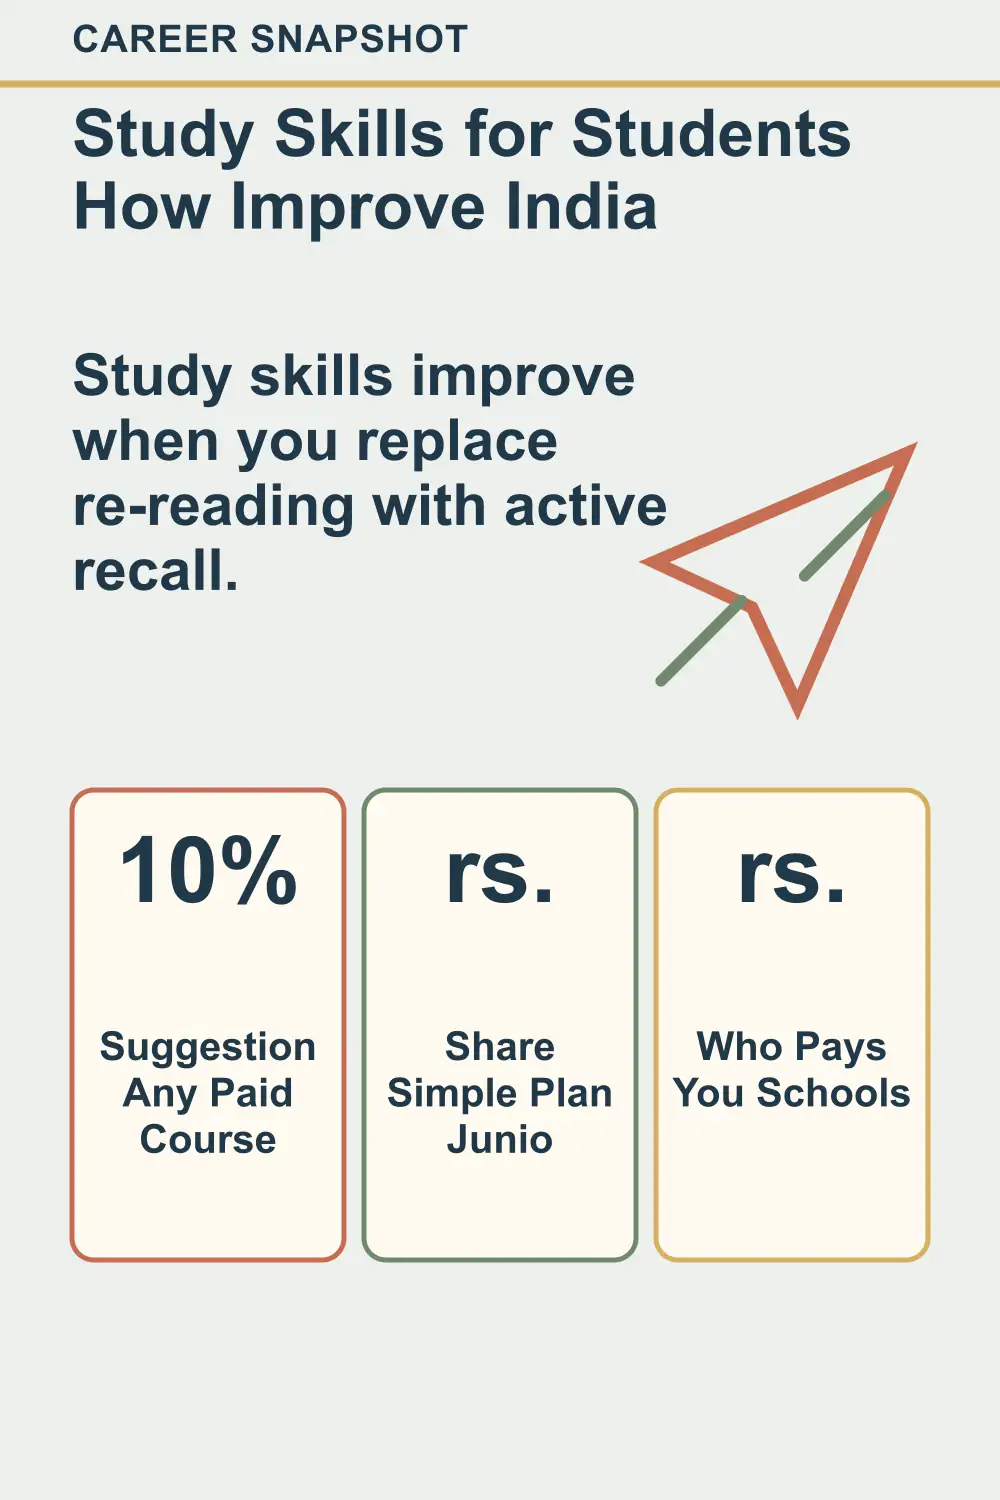 CAREER SNAPSHOT
Study Skills for Students
How Improve India
Study skills improve
when you replace
re-reading with active
recall.
10%
Suggestion
Any Paid
Course
rs.
Share
Simple Plan
Junio
rs.
Who Pays
You Schools